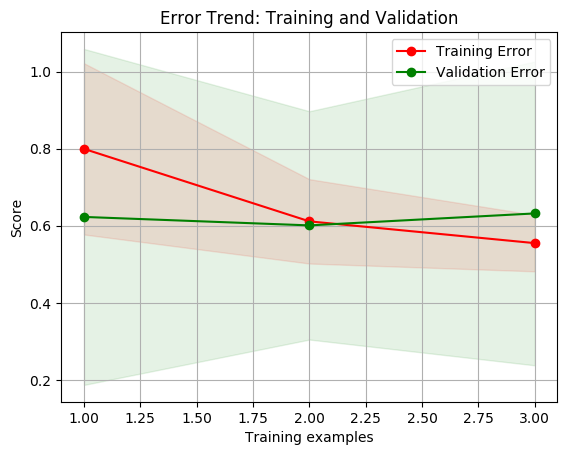 Error Trend: Training and Validation
Training Error
Validation Error
Score
1.0
0.8
0.6
0.4
0.2
1.00 1.25 1.50 1.75 2.00 2.25 2.50 2.75 3.00
Training examples